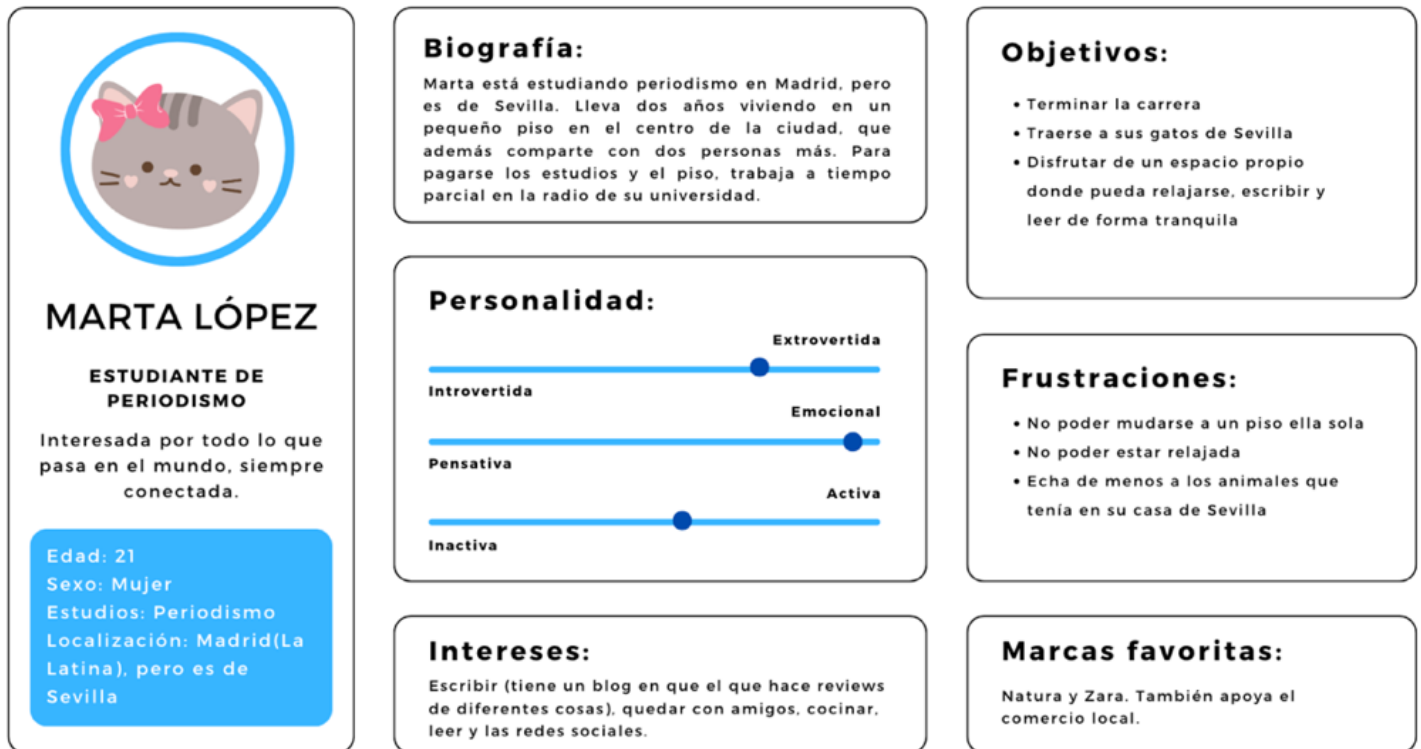 MARTA LÓPEZ
ESTUDIANTE DE
PERIODISMO
Interesada por todo lo que
pasa en el mundo, siempre
conectada.
Edad: 21
Sexo: Mujer
Estudios: Periodismo
Localización: Madrid(La
Latina), pero es de
Sevilla
Biografía:
Marta está estudiando periodismo en Madrid, pero
es de Sevilla. Lleva dos años viviendo en un
pequeño piso en el centro de la ciudad, que
además comparte con dos personas más. Para
pagarse los estudios y el piso, trabaja a tiempo
parcial en la radio de su universidad.
Personalidad:
Extrovertida
Introvertida
Emocional
Pensativa
Activa
Inactiva
Intereses:
Escribir (tiene un blog en que el que hace reviews
de diferentes cosas), quedar con amigos, cocinar,
leer y las redes sociales.
Objetivos:
• Terminar la carrera
• Traerse a sus gatos de Sevilla
• Disfrutar de un espacio propio
donde pueda relajarse, escribir y
leer de forma tranquila
Frustraciones:
• No poder mudarse a un piso ella sola
• No poder estar relajada
• Echa de menos a los animales que
tenía en su casa de Sevilla
Marcas favoritas:
Natura y Zara. También apoya el
comercio local.